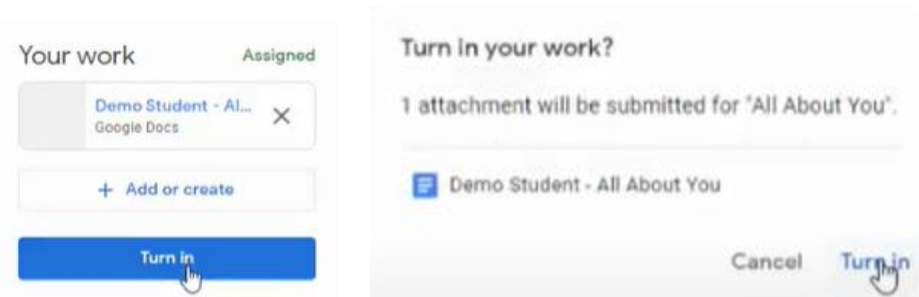 Your work Assigned
Demo Student - Al...
Google Docs
+ Add or create
Turn in
Turn in your work?
1 attachment will be submitted for "All About You".
Demo Student - All About You
Cancel Turn in